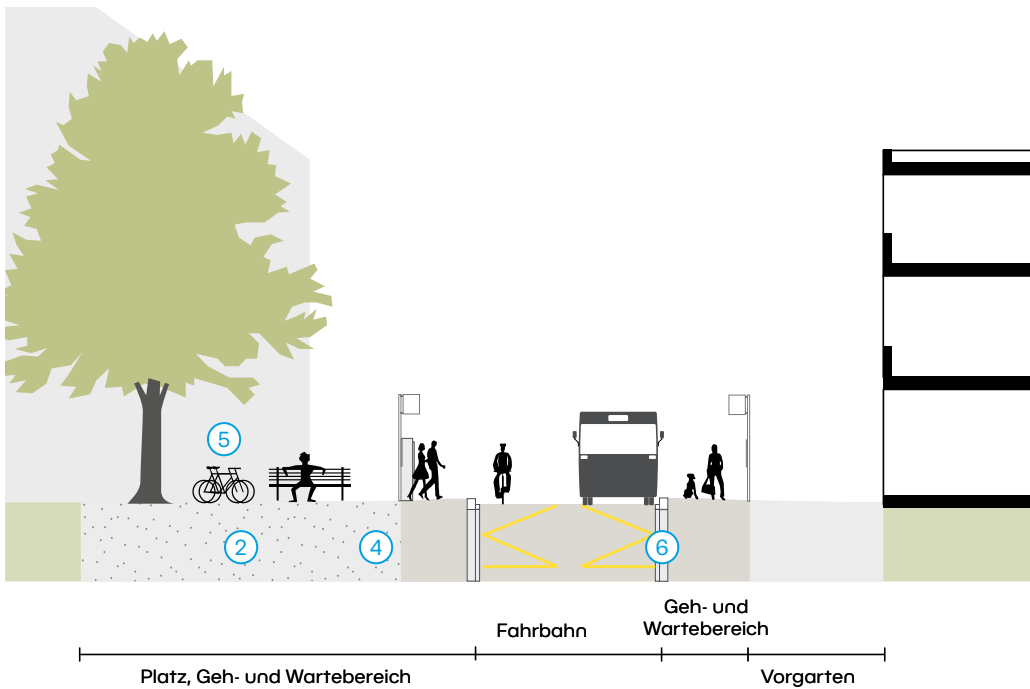 5
2
4
6
Fahrbahn
Geh- und
Wartebereich
Platz, Geh- und Wartebereich
Vorgarten